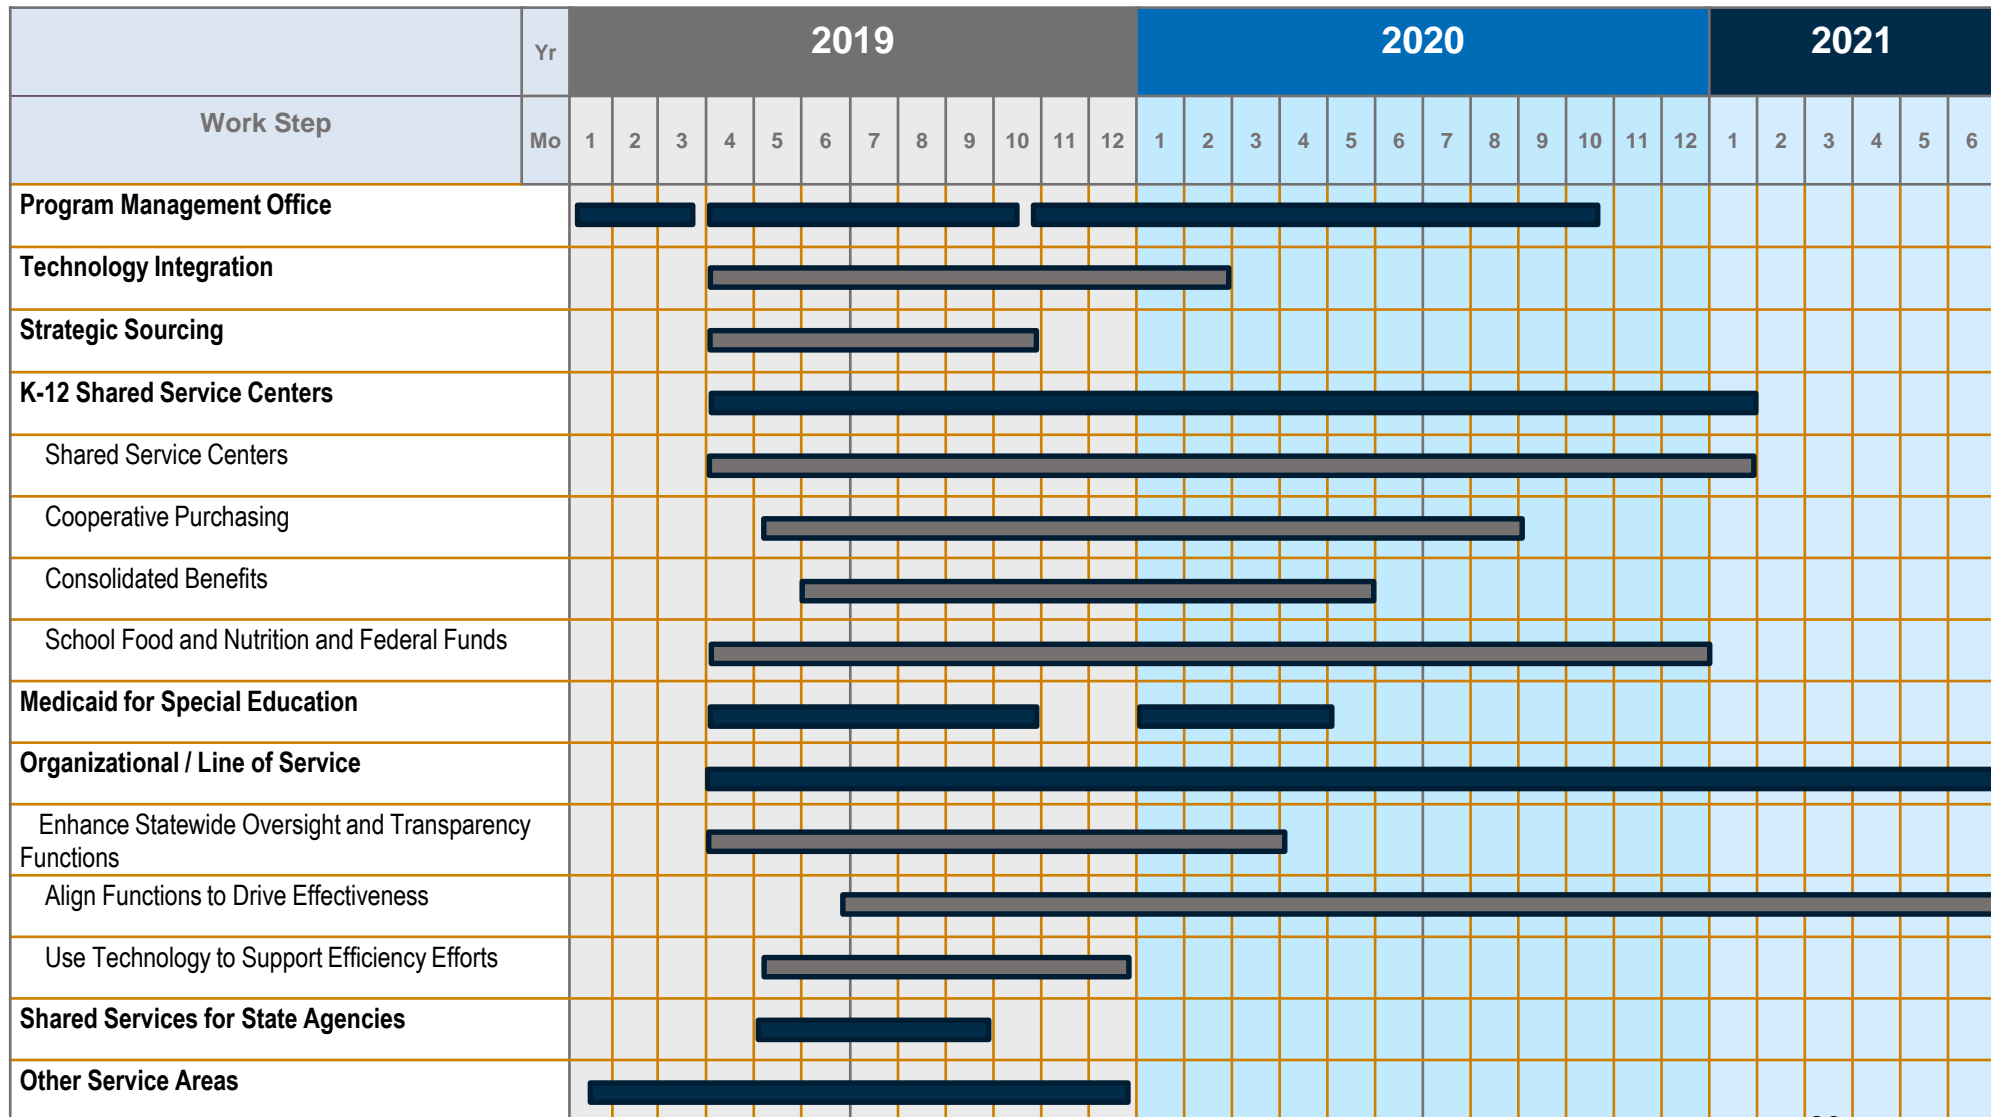 Yr 2019 2020 2021
Work Step
Mo 1 2 3 4 5 6 7 8 9 10 11 12 1 2 3 4 5 6 7 8 9 10 11 12 1 2 3 4 5 6
Program Management Office
Technology Integration
Strategic Sourcing
K-12 Shared Service Centers
Shared Service Centers
Cooperative Purchasing
Consolidated Benefits
School Food and Nutrition and Federal Funds
Medicaid for Special Education
Organizational / Line of Service
Enhance Statewide Oversight and Transparency
Functions
Align Functions to Drive Effectiveness
Use Technology to Support Efficiency Efforts
Shared Services for State Agencies
Other Service Areas